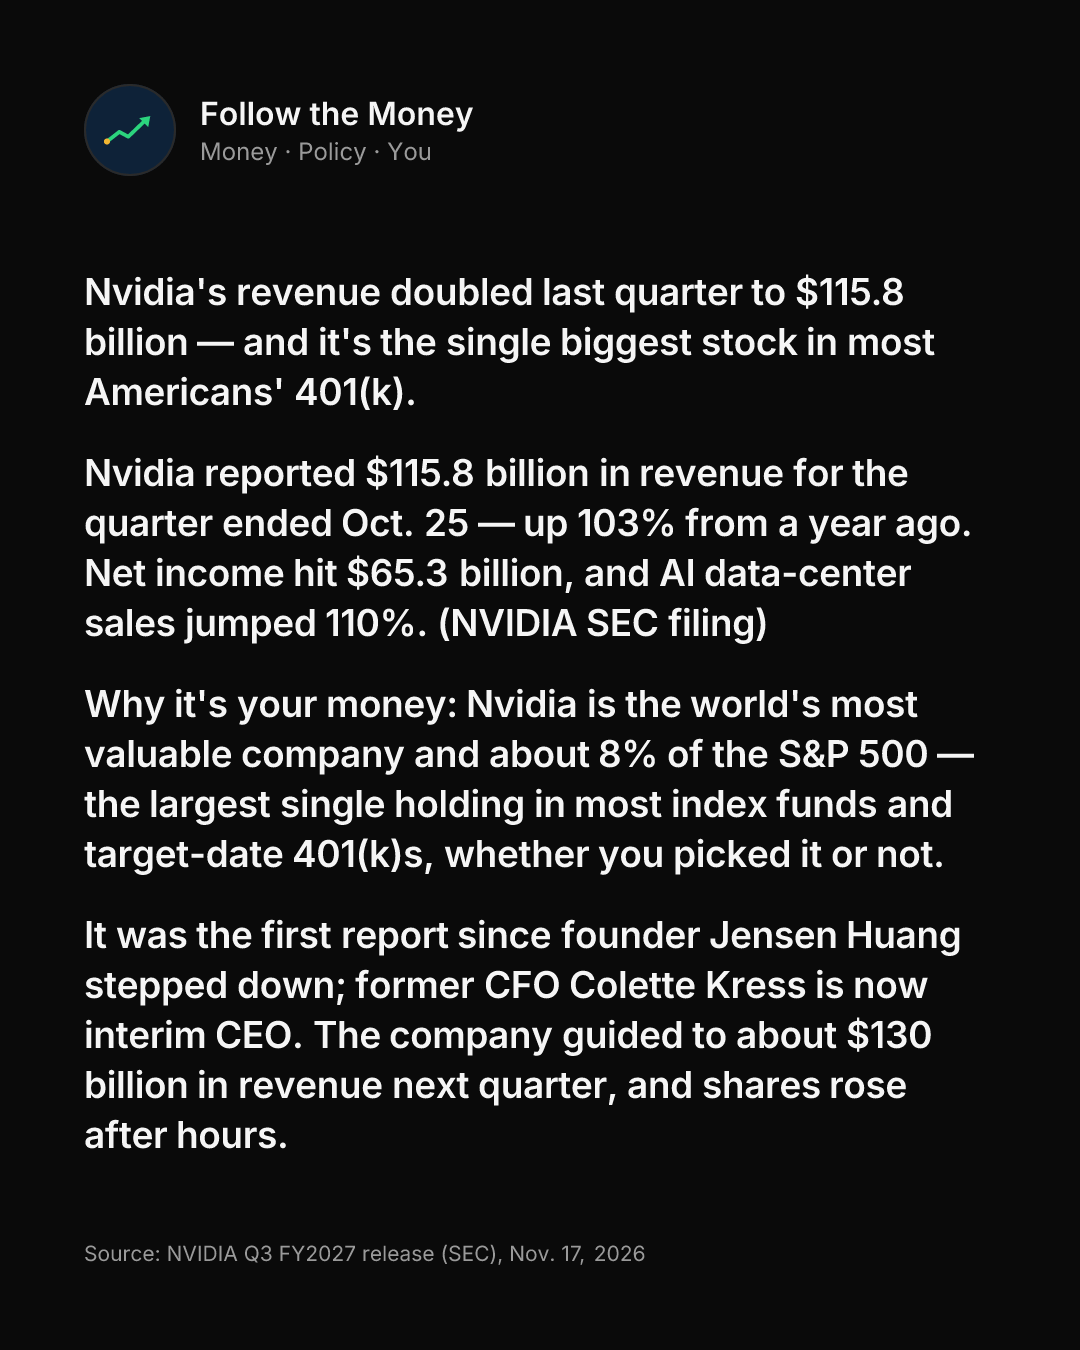 Follow the Money
Money · Policy · You
Nvidia's revenue doubled last quarter to $115.8
billion — and it's the single biggest stock in most
Americans' 401(k).
Nvidia reported $115.8 billion in revenue for the
quarter ended Oct. 25 — up 103% from a year ago.
Net income hit $65.3 billion, and AI data-center
sales jumped 110%. (NVIDIA SEC filing)
Why it's your money: Nvidia is the world's most
valuable company and about 8% of the S&P 500 —
the largest single holding in most index funds and
target-date 401(k)s, whether you picked it or not.
It was the first report since founder Jensen Huang
stepped down; former CFO Colette Kress is now
interim CEO. The company guided to about $130
billion in revenue next quarter, and shares rose
after hours.
Source: NVIDIA Q3 FY2027 release (SEC), Nov. 17, 2026